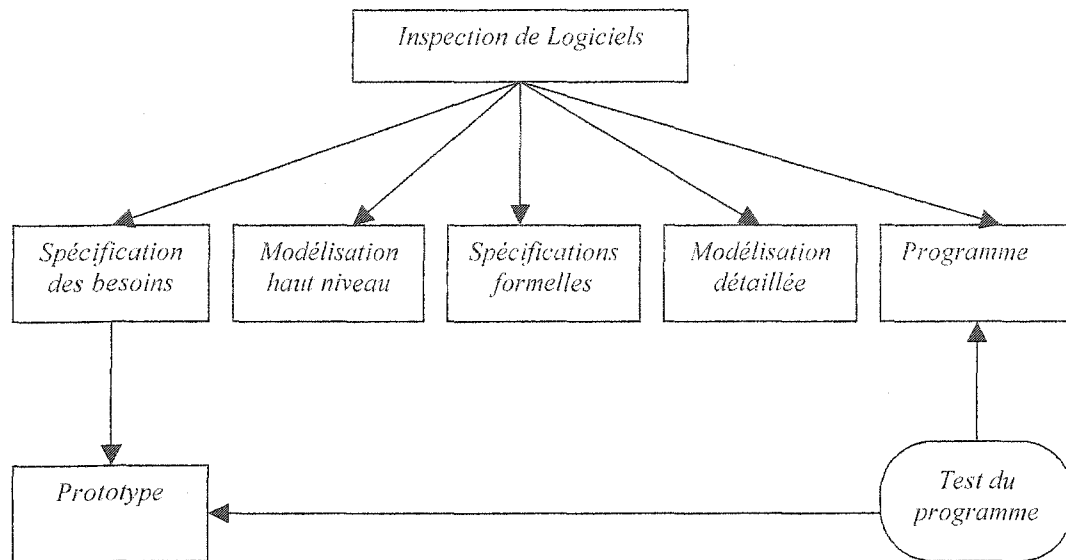 Inspection de Logiciels
Spécification
des besoins
Modélisation
haut niveau
Spécifications
formelles
Modélisation
détaillée
Programme
Prototype
Test du
programme